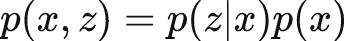 p(x, z) = p(z|x)p(x)